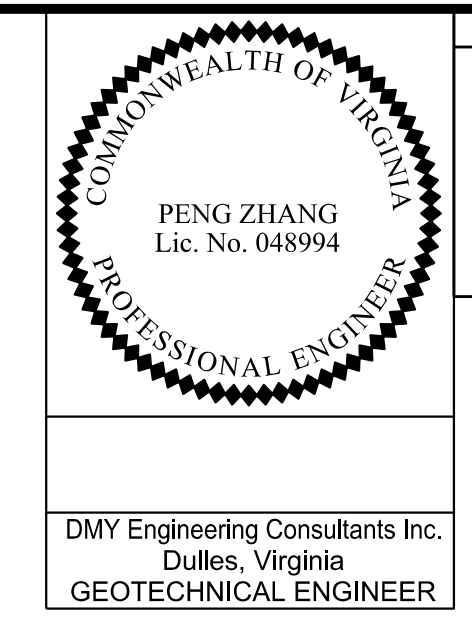 COMMONWEALTH OF VIRGINIA
PENG ZHANG
Lic. No. 048994
PROFESSIONAL ENGINEER
DMY Engineering Consultants Inc.
Dulles, Virginia
GEOTECHNICAL ENGINEER